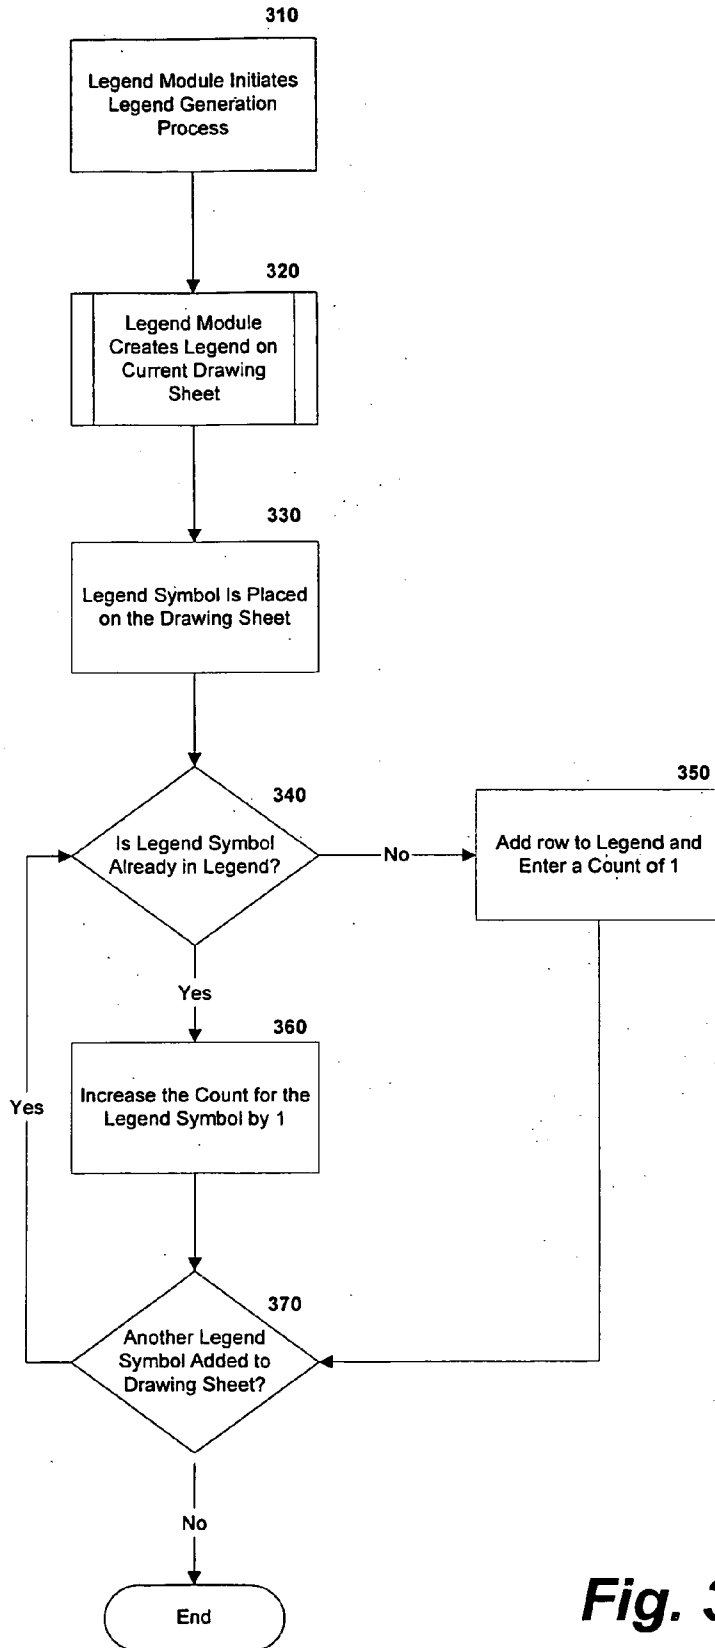 310
Legend Module Initiates
Legend Generation
Process
320
Legend Module
Creates Legend on
Current Drawing
Sheet
330
Legend Symbol Is Placed
on the Drawing Sheet
340
Is Legend Symbol
Already in Legend?
No
350
Add row to Legend and
Enter a Count of 1
Yes
360
Increase the Count for the
Legend Symbol by 1
Yes
370
Another Legend
Symbol Added to
Drawing Sheet?
No
End
Fig. 3